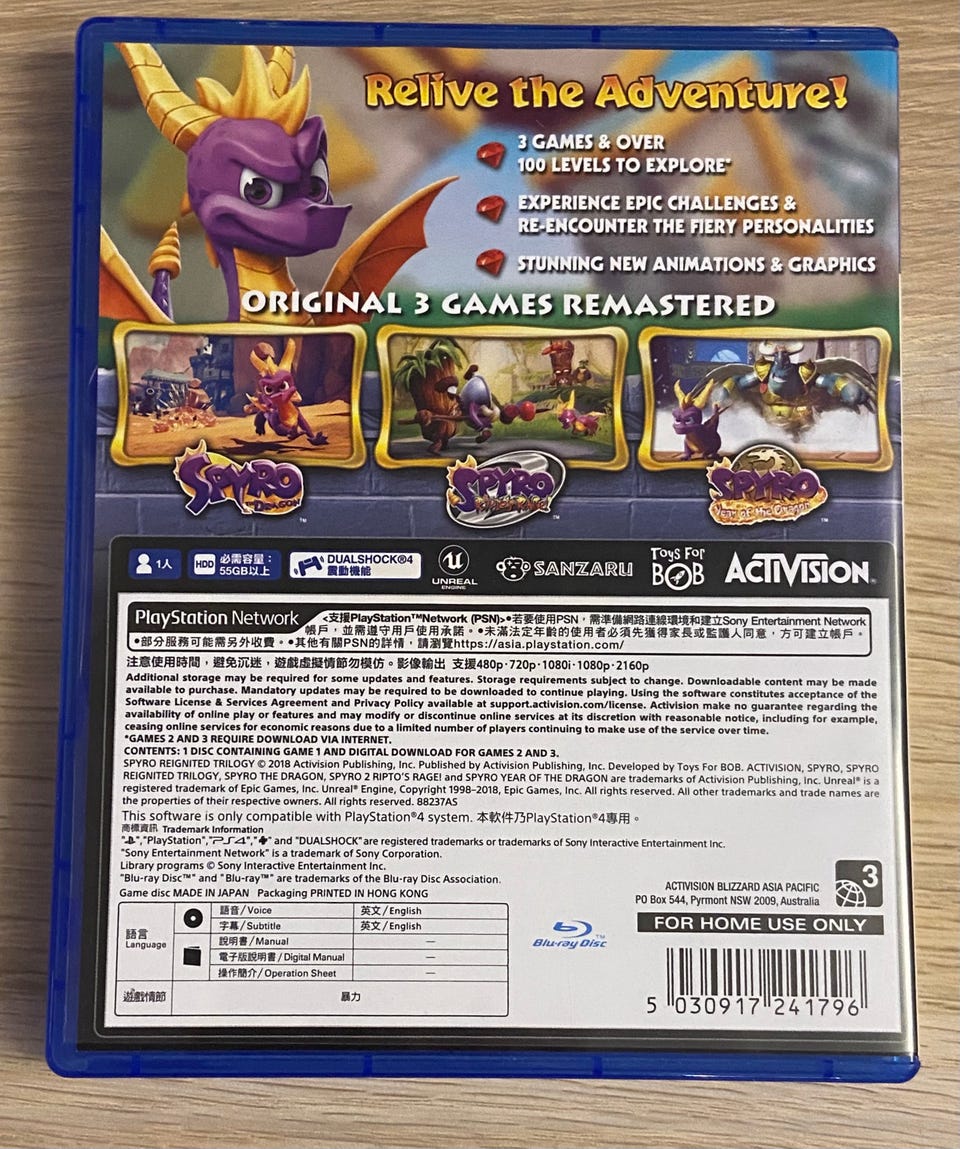 Relive the Adventure!
3 GAMES & OVER
100 LEVELS TO EXPLORE*
EXPERIENCE EPIC CHALLENGES &
RE-ENCOUNTER THE FIERY PERSONALITIES
STUNNING NEW ANIMATIONS & GRAPHICS
ORIGINAL 3 GAMES REMASTERED
SPYRO the Dragon™
SPYRO 2 Ripto's Rage!™
SPYRO Year of the Dragon™
1人
HDD 必需容量：
55GB以上
DUALSHOCK®4
震動機能
UNREAL
ENGINE
SANZARU
TOYS FOR
BOB
ACTIVISION®
PlayStation Network
<支援PlayStation™Network (PSN)>•若要使用PSN，需準備網路連線環境和建立Sony Entertainment Network
帳戶，並需遵守用戶使用承諾。•未滿法定年齡的使用者必須先獲得家長或監護人同意，方可建立帳戶。
•部分服務可能需另外收費。•其他有關PSN的詳情，請瀏覽https://asia.playstation.com/
注意使用時間，避免沉迷，遊戲虛擬情節勿模仿。影像輸出 支援480p·720p·1080i·1080p·2160p
Additional storage may be required for some updates and features. Storage requirements subject to change. Downloadable content may be made
available to purchase. Mandatory updates may be required to be downloaded to continue playing. Using the software constitutes acceptance of the
Software License & Services Agreement and Privacy Policy available at support.activision.com/license. Activision make no guarantee regarding the
availability of online play or features and may modify or discontinue online services at its discretion with reasonable notice, including for example,
ceasing online services for economic reasons due to a limited number of players continuing to make use of the service over time.
*GAMES 2 AND 3 REQUIRE DOWNLOAD VIA INTERNET.
CONTENTS: 1 DISC CONTAINING GAME 1 AND DIGITAL DOWNLOAD FOR GAMES 2 AND 3.
SPYRO REIGNITED TRILOGY © 2018 Activision Publishing, Inc. Published by Activision Publishing, Inc. Developed by Toys For BOB. ACTIVISION, SPYRO, SPYRO
REIGNITED TRILOGY, SPYRO THE DRAGON, SPYRO 2 RIPTO'S RAGE! and SPYRO YEAR OF THE DRAGON are trademarks of Activision Publishing, Inc. Unreal® is a
registered trademark of Epic Games, Inc. Unreal® Engine, Copyright 1998–2018, Epic Games, Inc. All rights reserved. All other trademarks and trade names are
the properties of their respective owners. All rights reserved. 88237AS
This software is only compatible with PlayStation®4 system. 本軟件乃PlayStation®4專用。
商標資訊 Trademark Information
"PS", "PlayStation", "PS4", and "DUALSHOCK" are registered trademarks or trademarks of Sony Interactive Entertainment Inc.
"Sony Entertainment Network" is a trademark of Sony Corporation.
Library programs © Sony Interactive Entertainment Inc.
"Blu-ray Disc™" and "Blu-ray™" are trademarks of the Blu-ray Disc Association.
Game disc MADE IN JAPAN Packaging PRINTED IN HONG KONG
語言
Language
語音/Voice 英文/English
字幕/Subtitle 英文/English
說明書/Manual —
電子版說明書/Digital Manual —
操作簡介/Operation Sheet —
遊戲情節 暴力
Blu-ray Disc™
ACTIVISION BLIZZARD ASIA PACIFIC
PO Box 544, Pyrmont NSW 2009, Australia
3
FOR HOME USE ONLY
5 030917 241796